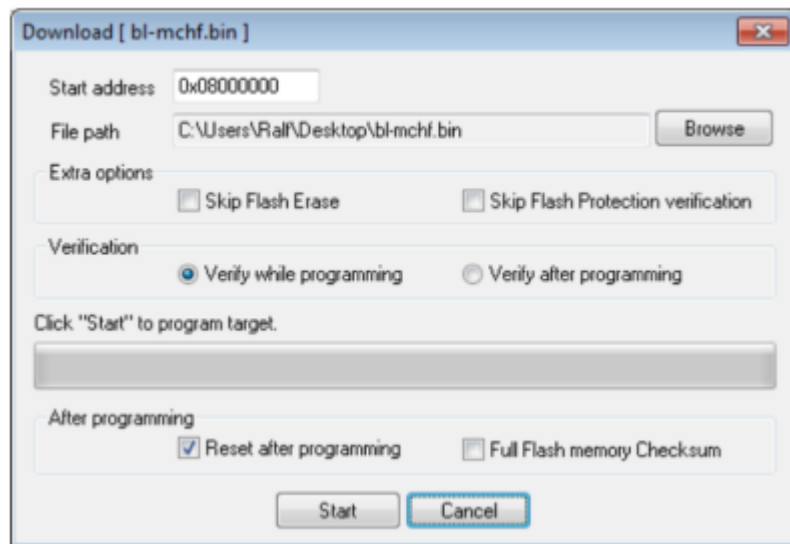 Download [ bl-mchf.bin ]
Start address 0x08000000
File path C:\Users\Ralf\Desktop\bl-mchf.bin Browse
Extra options
Skip Flash Erase Skip Flash Protection verification
Verification
Verify while programming Verify after programming
Click "Start" to program target.
After programming
Reset after programming Full Flash memory Checksum
Start Cancel